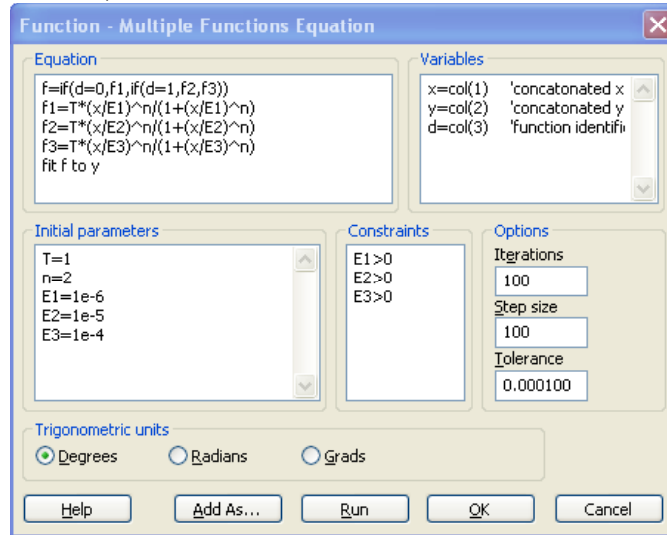 Function - Multiple Functions Equation
Equation
f=if(d=0,f1,if(d=1,f2,f3))
f1=T*(x/E1)^n/(1+(x/E1)^n)
f2=T*(x/E2)^n/(1+(x/E2)^n)
f3=T*(x/E3)^n/(1+(x/E3)^n)
fit f to y
Variables
x=col(1) 'concatonated x
y=col(2) 'concatonated y
d=col(3) 'function identifi
Initial parameters
T=1
n=2
E1=1e-6
E2=1e-5
E3=1e-4
Constraints
E1>0
E2>0
E3>0
Options
Iterations
100
Step size
100
Tolerance
0.000100
Trigonometric units
Degrees Radians Grads
Help Add As... Run OK Cancel